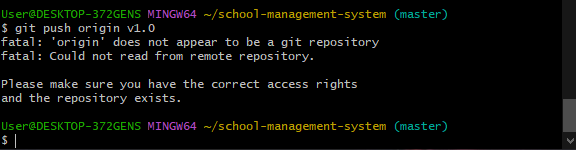 User@DESKTOP-372GENS MINGW64 ~/school-management-system (master)
$ git push origin v1.0
fatal: 'origin' does not appear to be a git repository
fatal: Could not read from remote repository.
Please make sure you have the correct access rights
and the repository exists.
User@DESKTOP-372GENS MINGW64 ~/school-management-system (master)
$